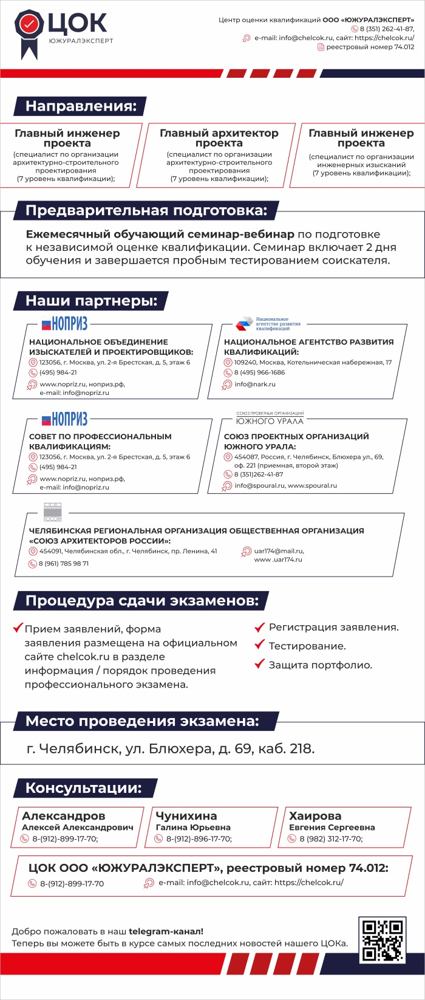 ЦОК
ЮЖУРАЛЭКСПЕРТ
Центр оценки квалификаций ООО «ЮЖУРАЛЭКСПЕРТ»
8 (351) 262-41-87,
e-mail: info@chelcok.ru, сайт: https://chelcok.ru/
реестровый номер 74.012
Направления:
Главный инженер
проекта
(специалист по организации
архитектурно-строительного
проектирования
(7 уровень квалификации);
Главный архитектор
проекта
(специалист по организации
архитектурно-строительного
проектирования
(7 уровень квалификации);
Главный инженер
проекта
(специалист по организации
инженерных изысканий
(7 уровень квалификации);
Предварительная подготовка:
Ежемесячный обучающий семинар-вебинар по подготовке
к независимой оценке квалификации. Семинар включает 2 дня
обучения и завершается пробным тестированием соискателя.
Наши партнеры:
НОПРИЗ
НАЦИОНАЛЬНОЕ ОБЪЕДИНЕНИЕ
ИЗЫСКАТЕЛЕЙ И ПРОЕКТИРОВЩИКОВ:
123056, г. Москва, ул. 2-я Брестская, д. 5, этаж 6
(495) 984-21
www.nopriz.ru, ноприз.рф,
e-mail: info@nopriz.ru
Национальное
агентство развития
квалификаций
НАЦИОНАЛЬНОЕ АГЕНТСТВО РАЗВИТИЯ
КВАЛИФИКАЦИЙ:
109240, Москва, Котельническая набережная, 17
8 (495) 966-1686
info@nark.ru
НОПРИЗ
СОВЕТ ПО ПРОФЕССИОНАЛЬНЫМ
КВАЛИФИКАЦИЯМ:
123056, г. Москва, ул. 2-я Брестская, д. 5, этаж 6
(495) 984-21
www.nopriz.ru, ноприз.рф,
e-mail: info@nopriz.ru
СОЮЗ ПРОЕКТНЫХ ОРГАНИЗАЦИЙ
ЮЖНОГО УРАЛА
СОЮЗ ПРОЕКТНЫХ ОРГАНИЗАЦИЙ
ЮЖНОГО УРАЛА:
454087, Россия, г. Челябинск, Блюхера ул., 69,
оф. 221 (приемная, второй этаж)
8 (351)262-41-87
info@spoural.ru, www.spoural.ru
РОССИИ
ЧЕЛЯБИНСКАЯ РЕГИОНАЛЬНАЯ ОРГАНИЗАЦИЯ ОБЩЕСТВЕННАЯ ОРГАНИЗАЦИЯ
«СОЮЗ АРХИТЕКТОРОВ РОССИИ»:
454091, Челябинская обл., г. Челябинск, пр. Ленина, 41
8 (961) 785 98 71
uar174@mail.ru,
www .uar174.ru
Процедура сдачи экзаменов:
Прием заявлений, форма
заявления размещена на официальном
сайте chelcok.ru в разделе
информация / порядок проведения
профессионального экзамена.
Регистрация заявления.
Тестирование.
Защита портфолио.
Место проведения экзамена:
г. Челябинск, ул. Блюхера, д. 69, каб. 218.
Консультации:
Александров
Алексей Александрович
8-(912)-899-17-70;
Чунихина
Галина Юрьевна
8-(912)-896-17-70;
Хаирова
Евгения Сергеевна
8 (982) 312-17-70;
ЦОК ООО «ЮЖУРАЛЭКСПЕРТ», реестровый номер 74.012:
8-(912)-899-17-70
e-mail: info@chelcok.ru, сайт: https://chelcok.ru/
Добро пожаловать в наш telegram-канал!
Теперь вы можете быть в курсе самых последних новостей нашего ЦОКа.